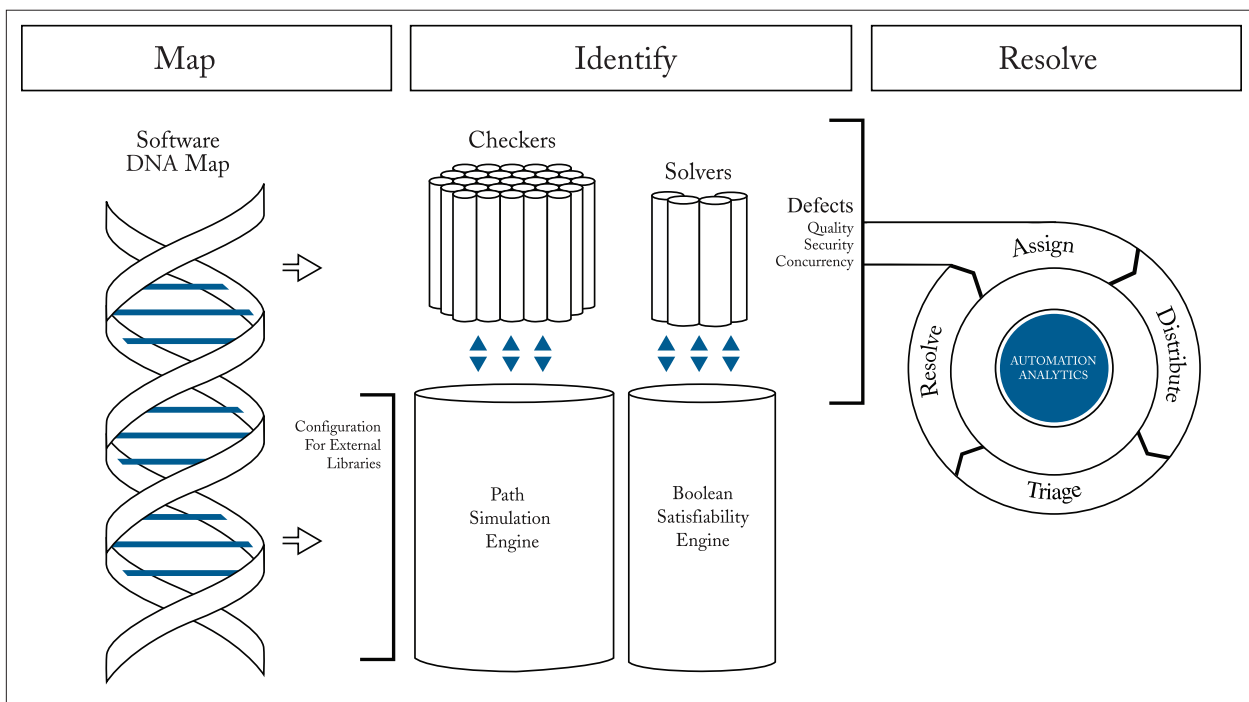 Map
Identify
Resolve
Software
DNA Map
Checkers
Solvers
Defects
Quality
Security
Concurrency
Configuration
For External
Libraries
Path
Simulation
Engine
Boolean
Satisfiability
Engine
Assign
Distribute
Triage
Resolve
AUTOMATION
ANALYTICS